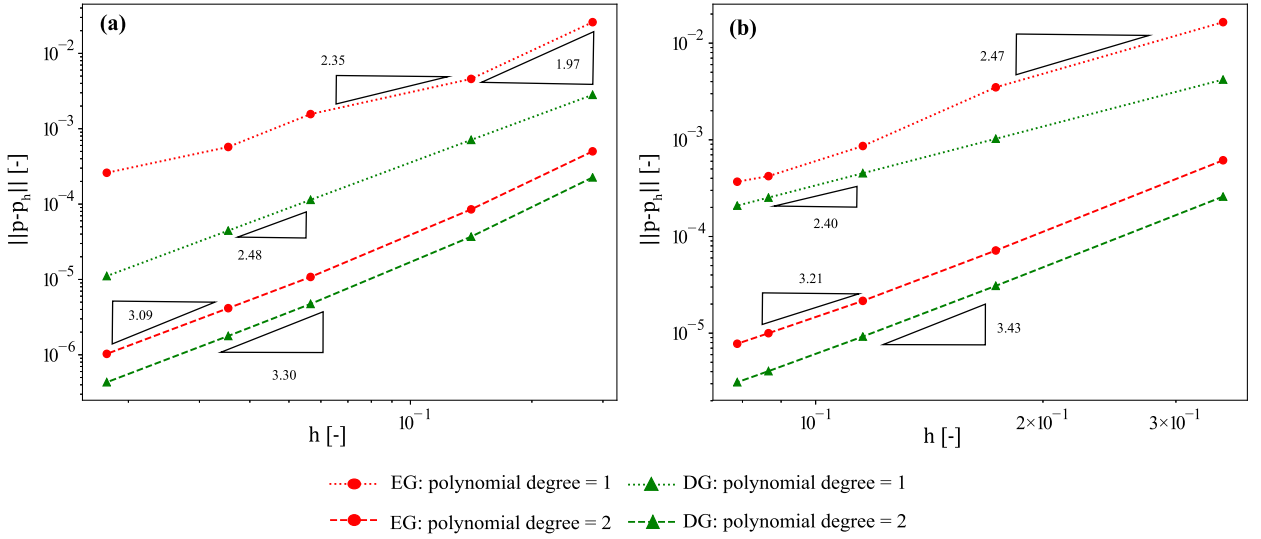 (a)
10⁻²
10⁻³
10⁻⁴
10⁻⁵
10⁻⁶
||p-pₕ|| [-]
2.35
1.97
2.48
3.09
3.30
10⁻¹
h [-]
(b)
10⁻²
10⁻³
10⁻⁴
10⁻⁵
||p-pₕ|| [-]
2.47
2.40
3.21
3.43
10⁻¹ 2×10⁻¹ 3×10⁻¹
h [-]
EG: polynomial degree = 1 DG: polynomial degree = 1
EG: polynomial degree = 2 DG: polynomial degree = 2